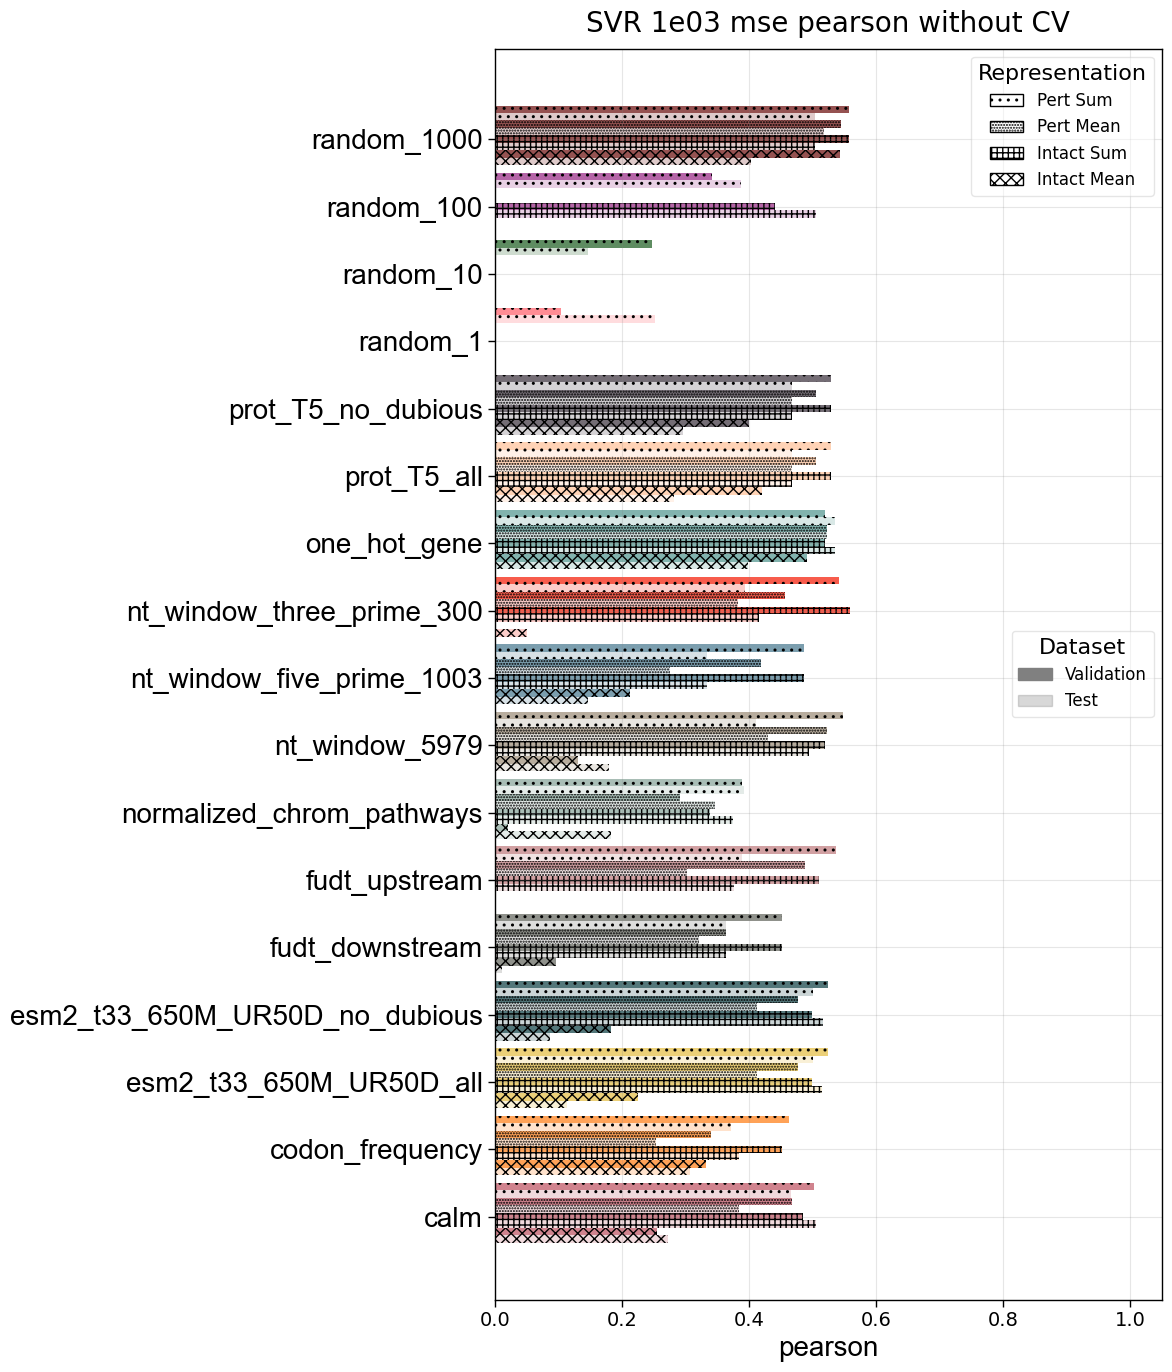 SVR 1e03 mse pearson without CV
Representation
Pert Sum
Pert Mean
Intact Sum
Intact Mean
random_1000
random_100
random_10
random_1
prot_T5_no_dubious
prot_T5_all
one_hot_gene
nt_window_three_prime_300
nt_window_five_prime_1003
Dataset
Validation
Test
nt_window_5979
normalized_chrom_pathways
fudt_upstream
fudt_downstream
esm2_t33_650M_UR50D_no_dubious
esm2_t33_650M_UR50D_all
codon_frequency
calm
0.0 0.2 0.4 0.6 0.8 1.0
pearson